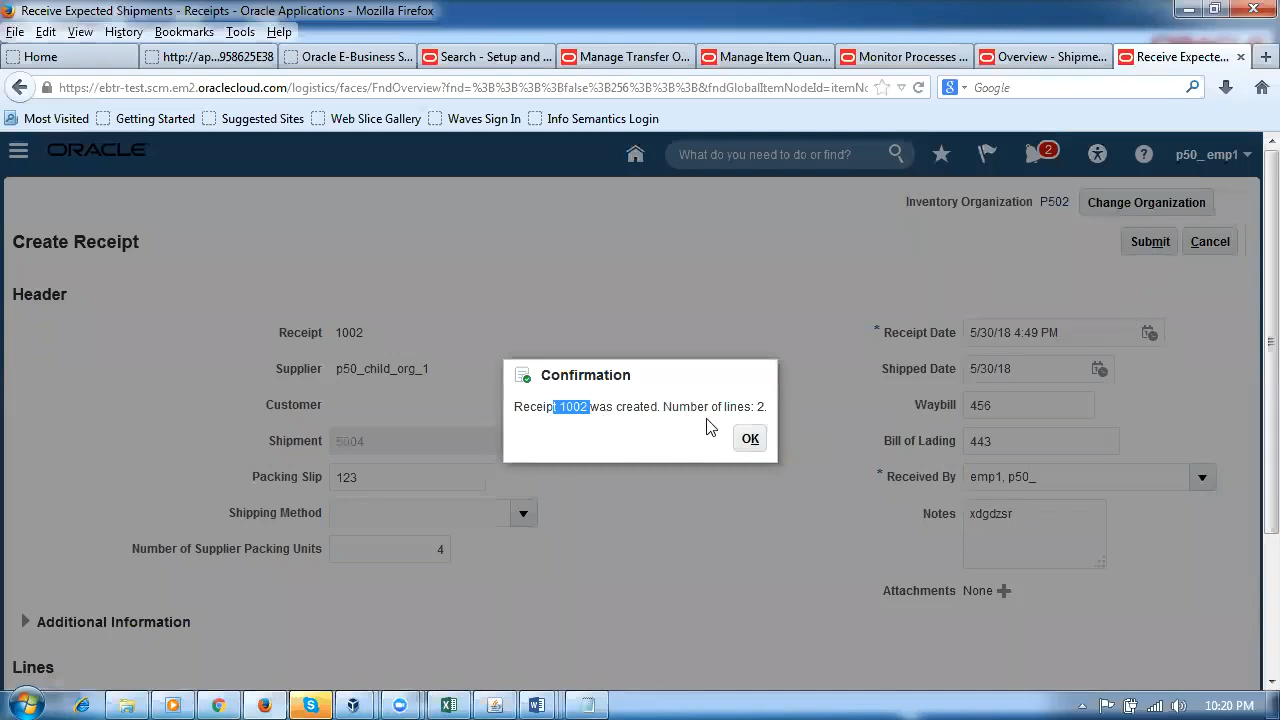 Receive Expected Shipments - Receipts - Oracle Applications - Mozilla Firefox
File Edit View History Bookmarks Tools Help
Home http://ap...958625E38 Oracle E-Business S... Search - Setup and ... Manage Transfer O... Manage Item Quan... Monitor Processes ... Overview - Shipme... Receive Expecte...
https://ebtr-test.scm.em2.oraclecloud.com/logistics/faces/FndOverview?fnd=%3B%3B%3B%3Bfalse%3B256%3B%3B%3B&fndGlobalItemNodeId=itemNo Google
Most Visited Getting Started Suggested Sites Web Slice Gallery Waves Sign In Info Semantics Login
ORACLE What do you need to do or find? 2 p50_emp1
Inventory Organization P502 Change Organization
Create Receipt Submit Cancel
Header
Receipt 1002 * Receipt Date 5/30/18 4:49 PM
Supplier p50_child_org_1 Shipped Date 5/30/18
Confirmation
Receipt 1002 was created. Number of lines: 2.
OK
Customer Waybill 456
Shipment 5004 Bill of Lading 443
Packing Slip 123 * Received By emp1, p50_
Shipping Method Notes xdgdzsr
Number of Supplier Packing Units 4
Attachments None
Additional Information
Lines
10:20 PM